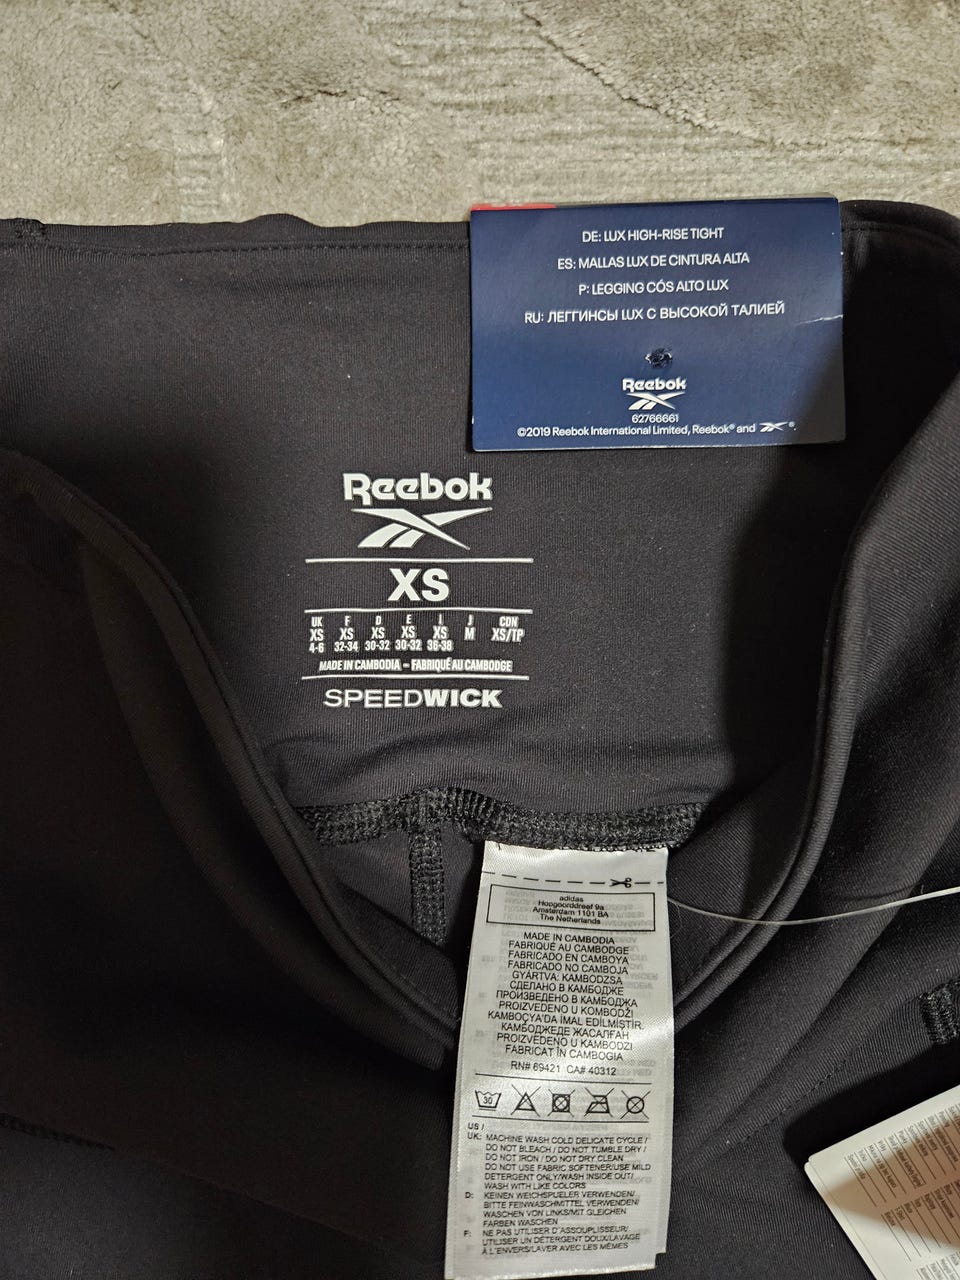 DE: LUX HIGH-RISE TIGHT
ES: MALLAS LUX DE CINTURA ALTA
P: LEGGING CÓS ALTO LUX
RU: ЛЕГГИНСЫ LUX С ВЫСОКОЙ ТАЛИЕЙ
Reebok
62766661
©2019 Reebok International Limited, Reebok® and ®
Reebok
XS
UK F D E I J CDN
XS XS XS XS XS M XS/TP
4-6 32-34 30-32 30-32 36-38
MADE IN CAMBODIA – FABRIQUÉ AU CAMBODGE
SPEEDWICK
adidas
Hoogoorddreef 9a
Amsterdam 1101 BA
The Netherlands
MADE IN CAMBODIA
FABRIQUÉ AU CAMBODGE
FABRICADO EN CAMBOYA
FABRICADO NO CAMBOJA
GYÁRTVA: KAMBODZSA
СДЕЛАНО В КАМБОДЖЕ
ПРОИЗВЕДЕНО В КАМБОДЖА
PROIZVEDENO U KOMBODŽI
KAMBOÇYA'DA İMAL EDİLMİŞTİR
КАМБОДЖЕДЕ ЖАСАЛҒАН
PROIZVEDENO U KAMBODZI
FABRICAT ÎN CAMBOGIA
RN# 69421 CA# 40312
30
US /
UK: MACHINE WASH COLD DELICATE CYCLE /
DO NOT BLEACH / DO NOT TUMBLE DRY /
DO NOT IRON / DO NOT DRY CLEAN
DO NOT USE FABRIC SOFTENER/USE MILD
DETERGENT ONLY/WASH INSIDE OUT/
WASH WITH LIKE COLORS
D: KEINEN WEICHSPÜELER VERWENDEN/
BITTE FEINWASCHMITTEL VERWENDEN/
WASCHEN VON LINKS/MIT GLEICHEN
FARBEN WASCHEN
F: NE PAS UTILISER D'ASSOUPLISSEUR/
UTILISER UN DÉTERGENT DOUX/LAVAGE
À L'ENVERS/LAVER AVEC LES MÊMES